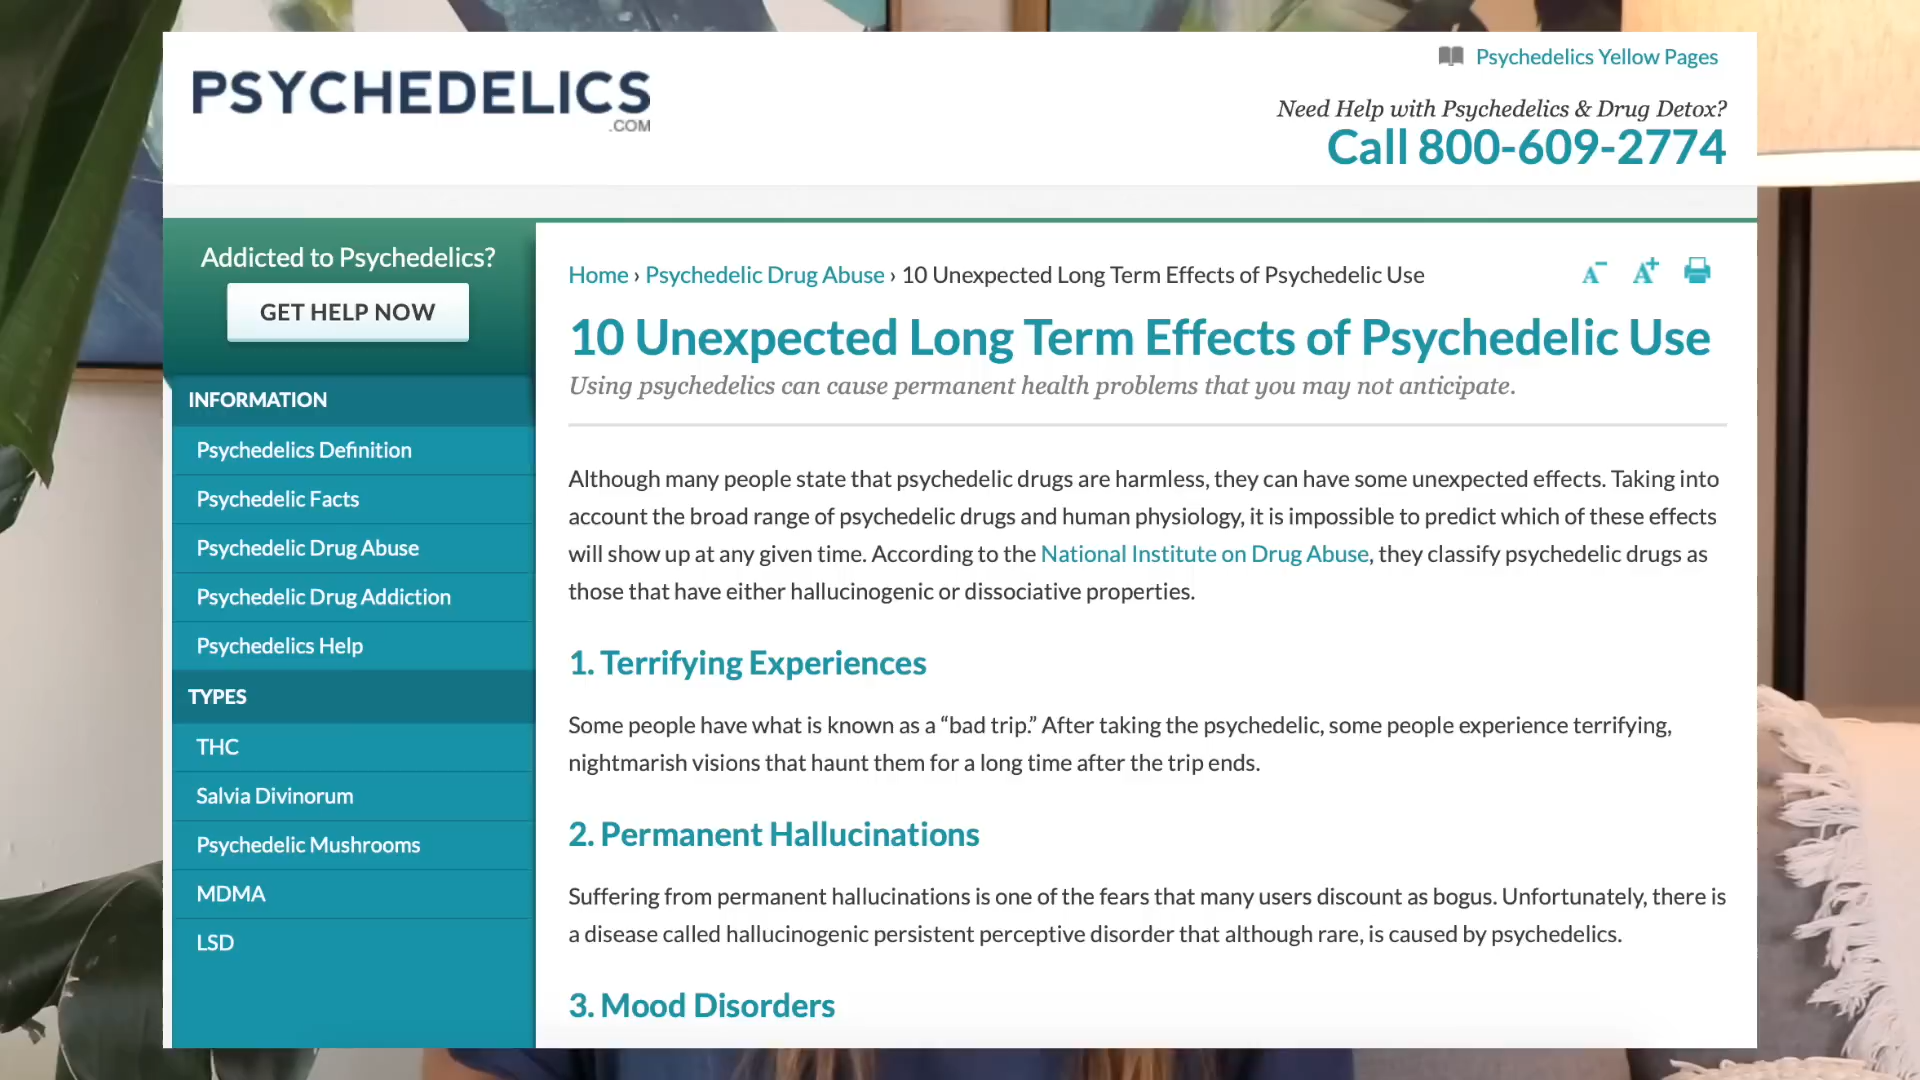 PSYCHEDELICS
.COM
Psychedelics Yellow Pages
Need Help with Psychedelics & Drug Detox?
Call 800-609-2774
Addicted to Psychedelics?
GET HELP NOW
INFORMATION
Psychedelics Definition
Psychedelic Facts
Psychedelic Drug Abuse
Psychedelic Drug Addiction
Psychedelics Help
TYPES
THC
Salvia Divinorum
Psychedelic Mushrooms
MDMA
LSD
Home › Psychedelic Drug Abuse › 10 Unexpected Long Term Effects of Psychedelic Use
A- A+
10 Unexpected Long Term Effects of Psychedelic Use
Using psychedelics can cause permanent health problems that you may not anticipate.
Although many people state that psychedelic drugs are harmless, they can have some unexpected effects. Taking into
account the broad range of psychedelic drugs and human physiology, it is impossible to predict which of these effects
will show up at any given time. According to the National Institute on Drug Abuse, they classify psychedelic drugs as
those that have either hallucinogenic or dissociative properties.
1. Terrifying Experiences
Some people have what is known as a “bad trip.” After taking the psychedelic, some people experience terrifying,
nightmarish visions that haunt them for a long time after the trip ends.
2. Permanent Hallucinations
Suffering from permanent hallucinations is one of the fears that many users discount as bogus. Unfortunately, there is
a disease called hallucinogenic persistent perceptive disorder that although rare, is caused by psychedelics.
3. Mood Disorders